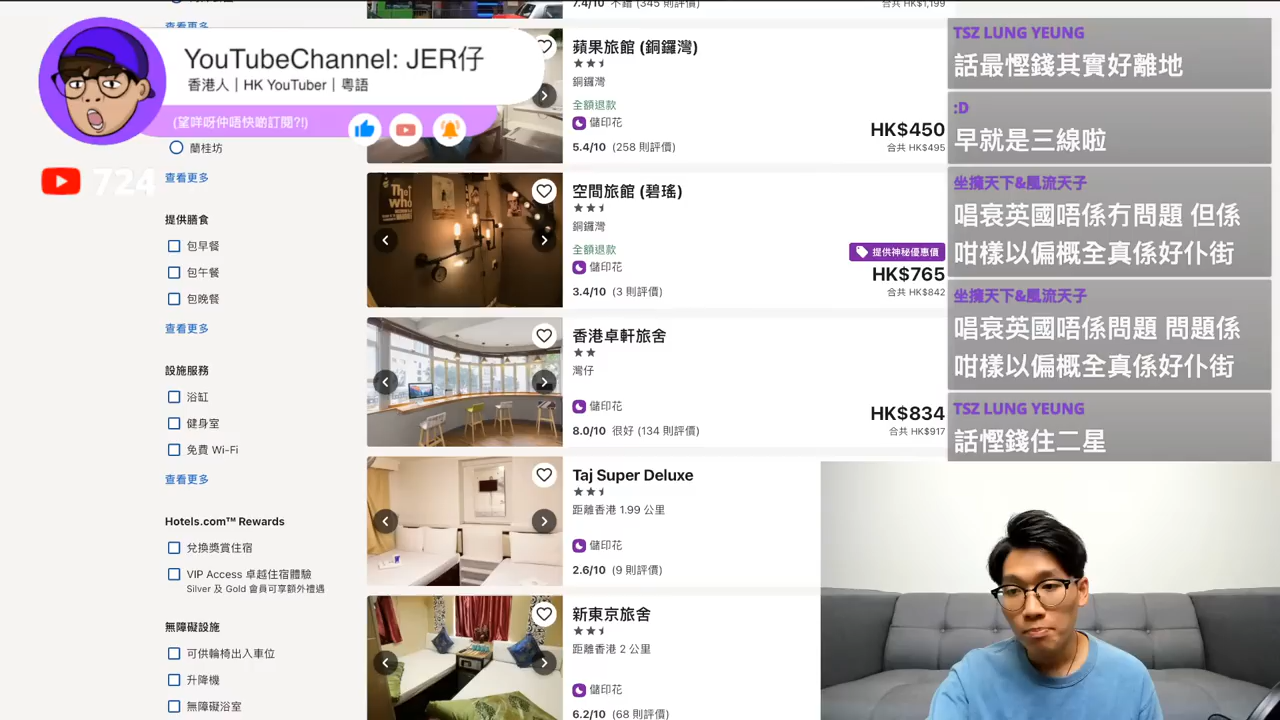 查看更多
YouTubeChannel: JER仔
香港人｜HK YouTuber｜粵語
(望咩呀仲唔快啲訂閱?!)
724
蘭桂坊
查看更多
提供膳食
包早餐
包午餐
包晚餐
查看更多
設施服務
浴缸
健身室
免費 Wi-Fi
查看更多
Hotels.com™ Rewards
兌換獎賞住宿
VIP Access 卓越住宿體驗
Silver 及 Gold 會員可享額外禮遇
無障礙設施
可供輪椅出入車位
升降機
無障礙浴室
7.4/10 不錯 (345 則評價)
合共 HK$1,199
蘋果旅館 (銅鑼灣)
銅鑼灣
全額退款
儲印花
5.4/10 (258 則評價)
HK$450
合共 HK$495
The
who
空間旅館 (碧瑤)
銅鑼灣
全額退款
儲印花
3.4/10 (3 則評價)
提供神秘優惠價
HK$765
合共 HK$842
香港卓軒旅舍
灣仔
儲印花
8.0/10 很好 (134 則評價)
HK$834
合共 HK$917
Taj Super Deluxe
距離香港 1.99 公里
儲印花
2.6/10 (9 則評價)
新東京旅舍
距離香港 2 公里
儲印花
6.2/10 (68 則評價)
TSZ LUNG YEUNG
話最慳錢其實好離地
:D
早就是三線啦
坐擁天下&風流天子
唱衰英國唔係冇問題 但係
咁樣以偏概全真係好仆街
坐擁天下&風流天子
唱衰英國唔係問題 問題係
咁樣以偏概全真係好仆街
TSZ LUNG YEUNG
話慳錢住二星